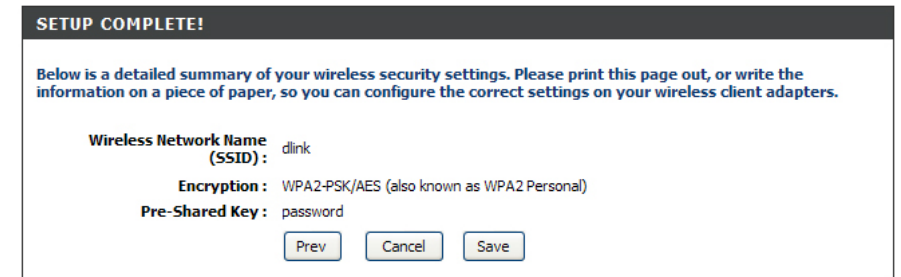 SETUP COMPLETE!
Below is a detailed summary of your wireless security settings. Please print this page out, or write the
information on a piece of paper, so you can configure the correct settings on your wireless client adapters.
Wireless Network Name
(SSID) : dlink
Encryption : WPA2-PSK/AES (also known as WPA2 Personal)
Pre-Shared Key : password
Prev Cancel Save